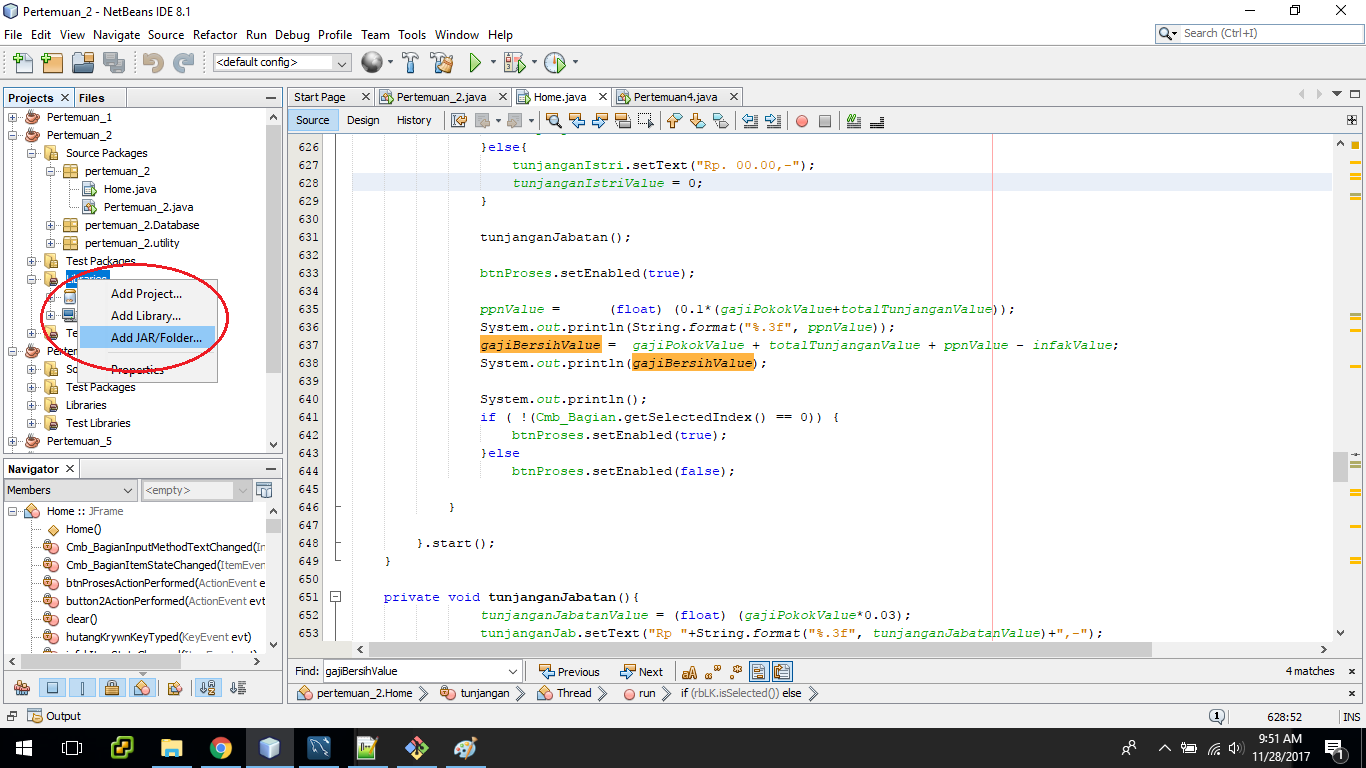 Pertemuan_2 - NetBeans IDE 8.1
File Edit View Navigate Source Refactor Run Debug Profile Team Tools Window Help
Search (Ctrl+I)
<default config>
Projects Files
Pertemuan_1
Pertemuan_2
Source Packages
pertemuan_2
Home.java
Pertemuan_2.java
pertemuan_2.Database
pertemuan_2.utility
Test Packages
Libraries
Add Project...
Add Library...
Add JAR/Folder...
Properties
Test Packages
Libraries
Test Libraries
Pertemuan_5
Navigator
Members <empty>
Home :: JFrame
Home()
Cmb_BagianInputMethodTextChanged(In
Cmb_BagianItemStateChanged(ItemEven
btnProsesActionPerformed(ActionEvent e
button2ActionPerformed(ActionEvent evt
clear()
hutangKrywnKeyTyped(KeyEvent evt)
Start Page Pertemuan_2.java Home.java Pertemuan4.java
Source Design History
626 }else{
627 tunjanganIstri.setText("Rp. 00.00,-");
628 tunjanganIstriValue = 0;
629 }
630
631 tunjanganJabatan();
632
633 btnProses.setEnabled(true);
634
635 ppnValue = (float) (0.1*(gajiPokokValue+totalTunjanganValue));
636 System.out.println(String.format("%.3f", ppnValue));
637 gajiBersihValue = gajiPokokValue + totalTunjanganValue + ppnValue - infakValue;
638 System.out.println(gajiBersihValue);
639
640 System.out.println();
641 if ( !(Cmb_Bagian.getSelectedIndex() == 0)) {
642 btnProses.setEnabled(true);
643 }else
644 btnProses.setEnabled(false);
645
646 }
647
648 }.start();
649 }
650
651 private void tunjanganJabatan(){
652 tunjanganJabatanValue = (float) (gajiPokokValue*0.03);
653 tunjanganJab.setText("Rp "+String.format("%.3f", tunjanganJabatanValue)+",-");
Find: gajiBersihValue Previous Next 4 matches
pertemuan_2.Home tunjangan Thread run if (rbLK.isSelected()) else
Output
1 628:52 INS
9:51 AM
11/28/2017
1